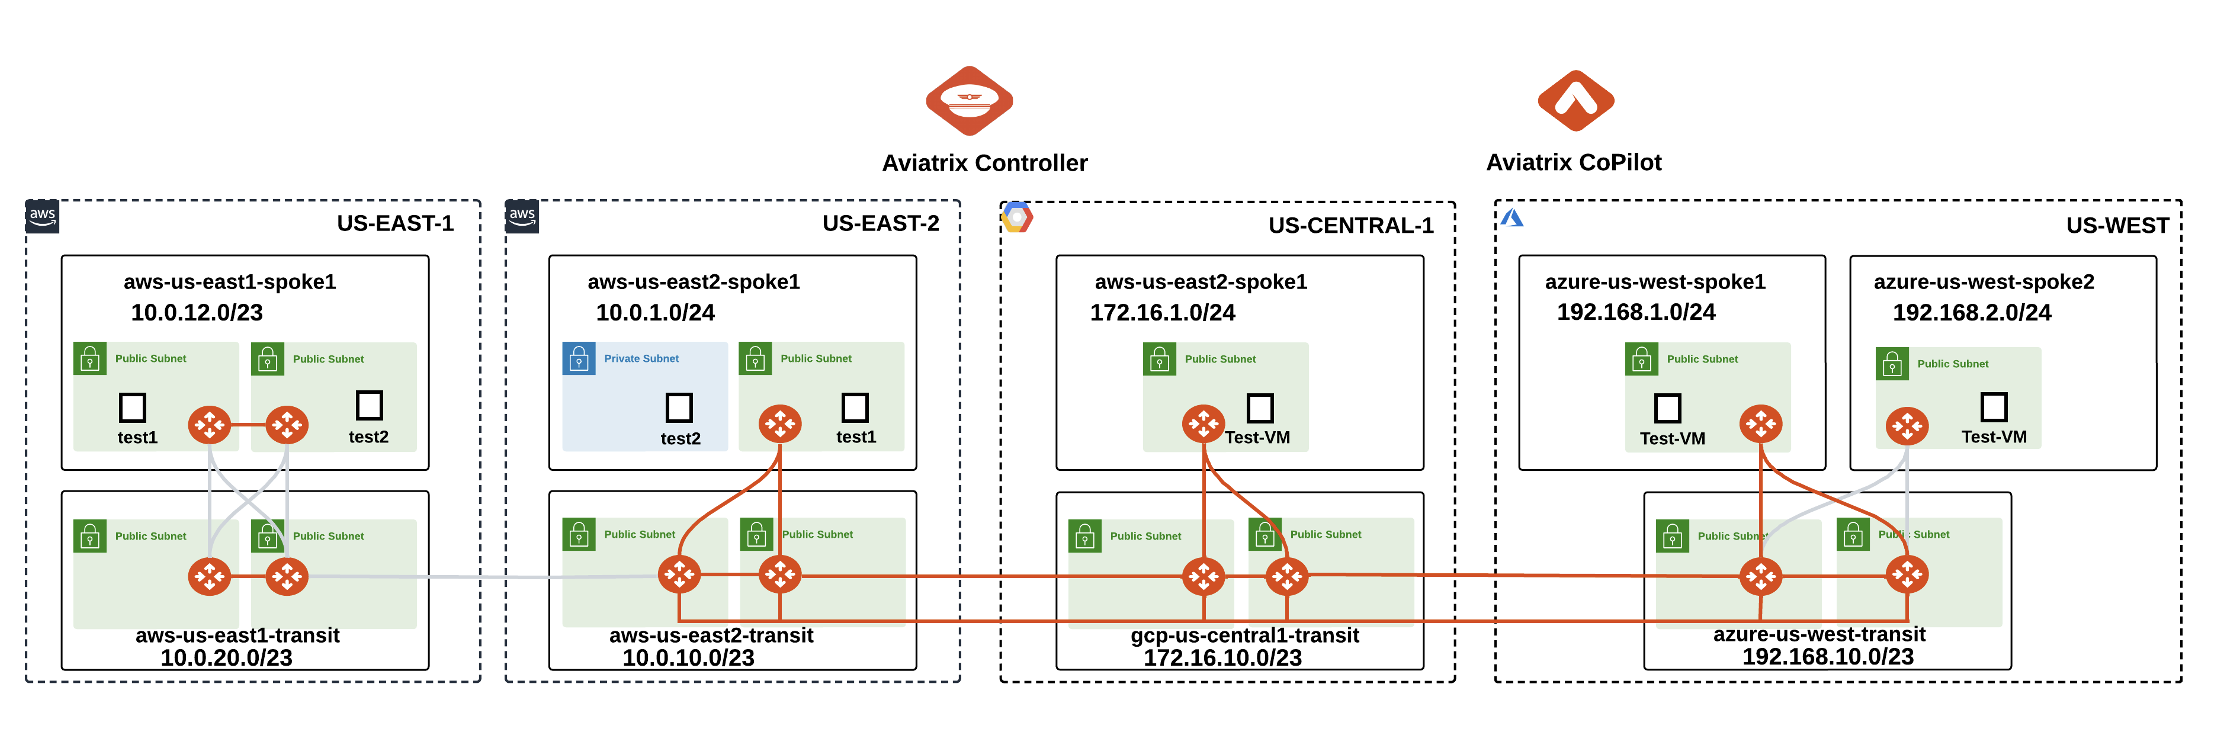 Aviatrix Controller
Aviatrix CoPilot
aws
US-EAST-1
aws-us-east1-spoke1
10.0.12.0/23
Public Subnet
Public Subnet
test1
test2
Public Subnet
Public Subnet
aws-us-east1-transit
10.0.20.0/23
aws
US-EAST-2
aws-us-east2-spoke1
10.0.1.0/24
Private Subnet
Public Subnet
test2
test1
Public Subnet
Public Subnet
aws-us-east2-transit
10.0.10.0/23
US-CENTRAL-1
aws-us-east2-spoke1
172.16.1.0/24
Public Subnet
Test-VM
Public Subnet
Public Subnet
gcp-us-central1-transit
172.16.10.0/23
US-WEST
azure-us-west-spoke1
192.168.1.0/24
Public Subnet
Test-VM
azure-us-west-spoke2
192.168.2.0/24
Public Subnet
Test-VM
Public Subnet
Public Subnet
azure-us-west-transit
192.168.10.0/23